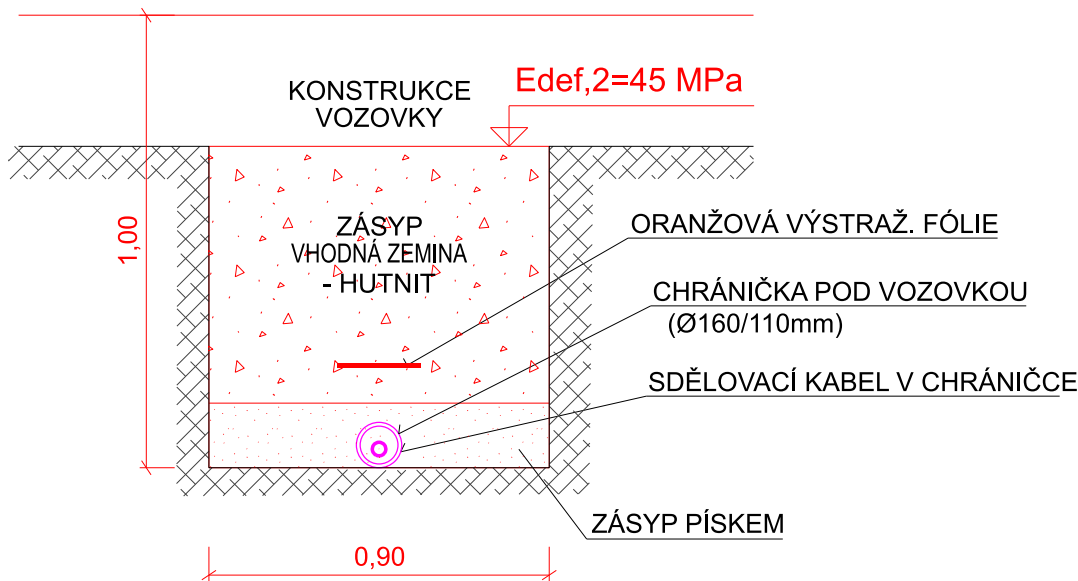 KONSTRUKCE
VOZOVKY
Edef,2=45 MPa
1,00
ZÁSYP
VHODNÁ ZEMINA
- HUTNIT
ORANŽOVÁ VÝSTRAŽ. FÓLIE
CHRÁNIČKA POD VOZOVKOU
(Ø160/110mm)
SDĚLOVACÍ KABEL V CHRÁNIČCE
ZÁSYP PÍSKEM
0,90